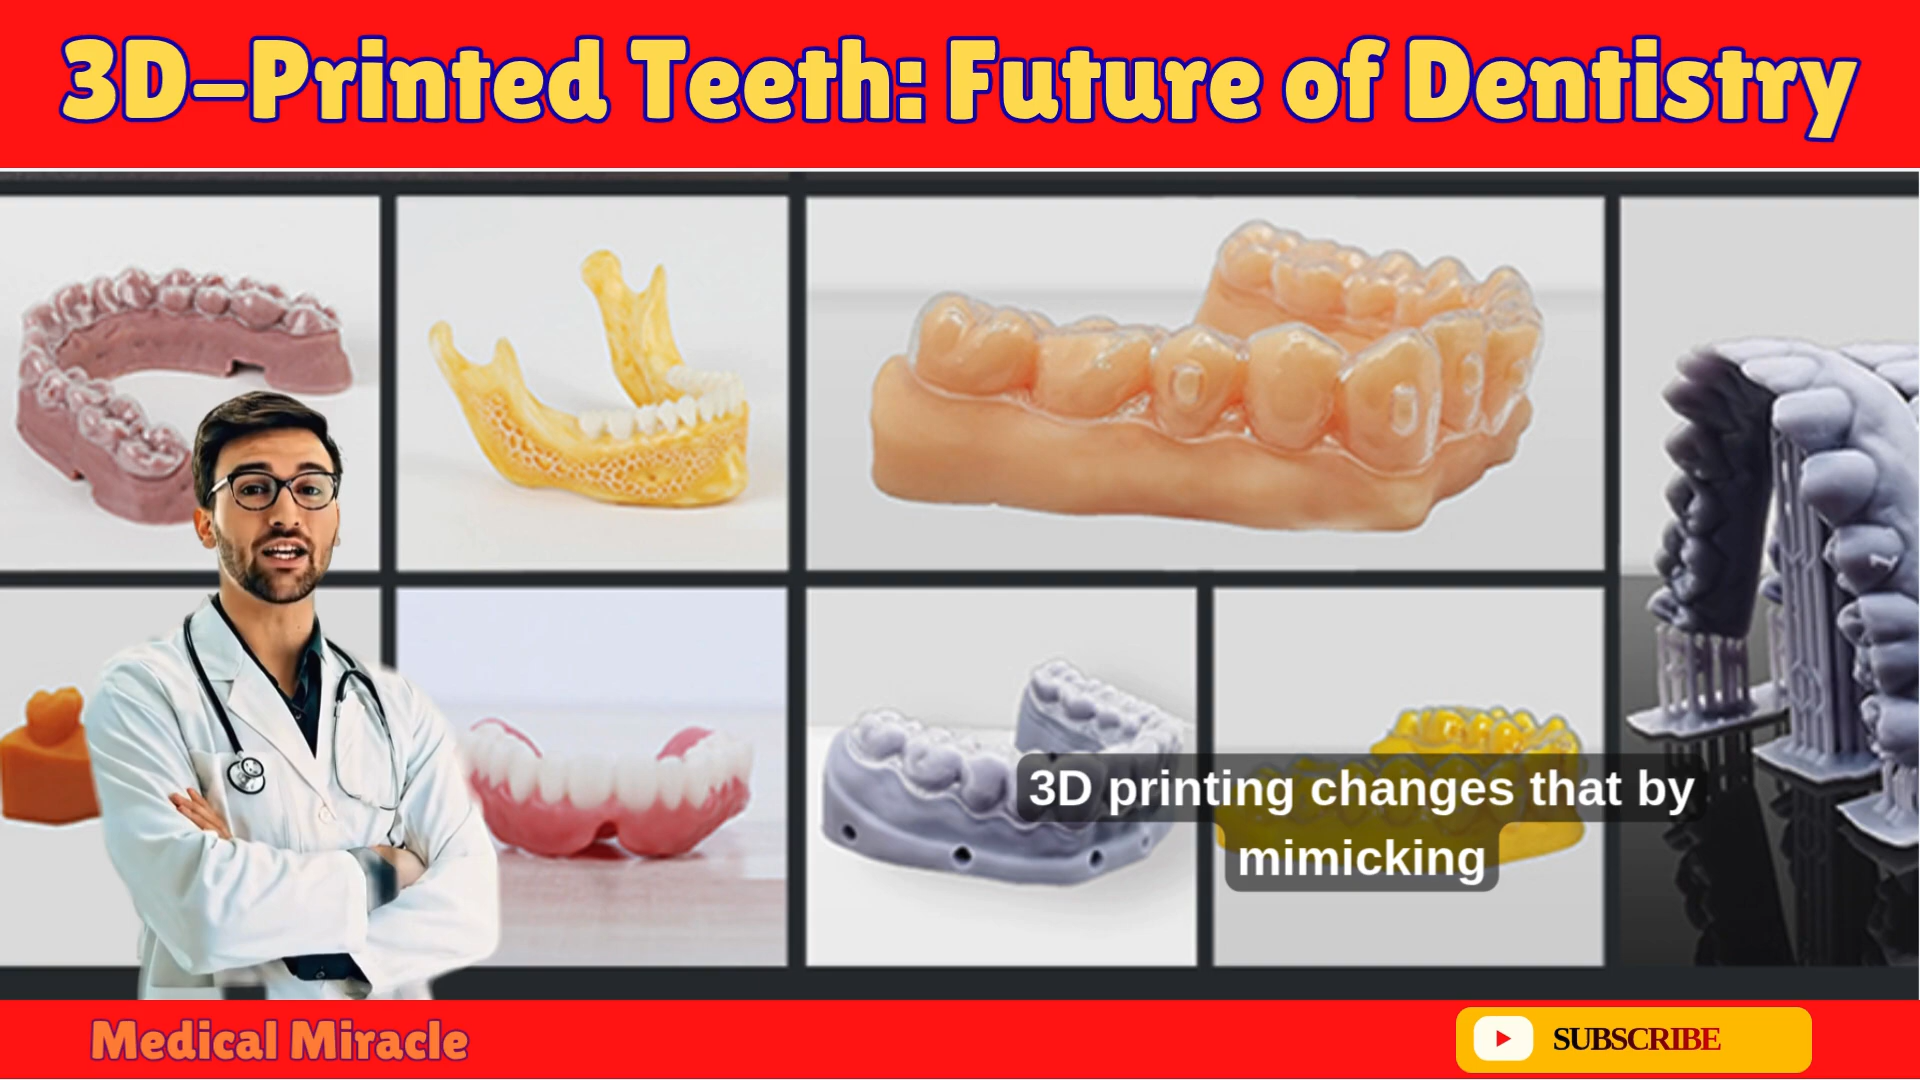 3D-Printed Teeth: Future of Dentistry
3D printing changes that by
mimicking
Medical Miracle
SUBSCRIBE